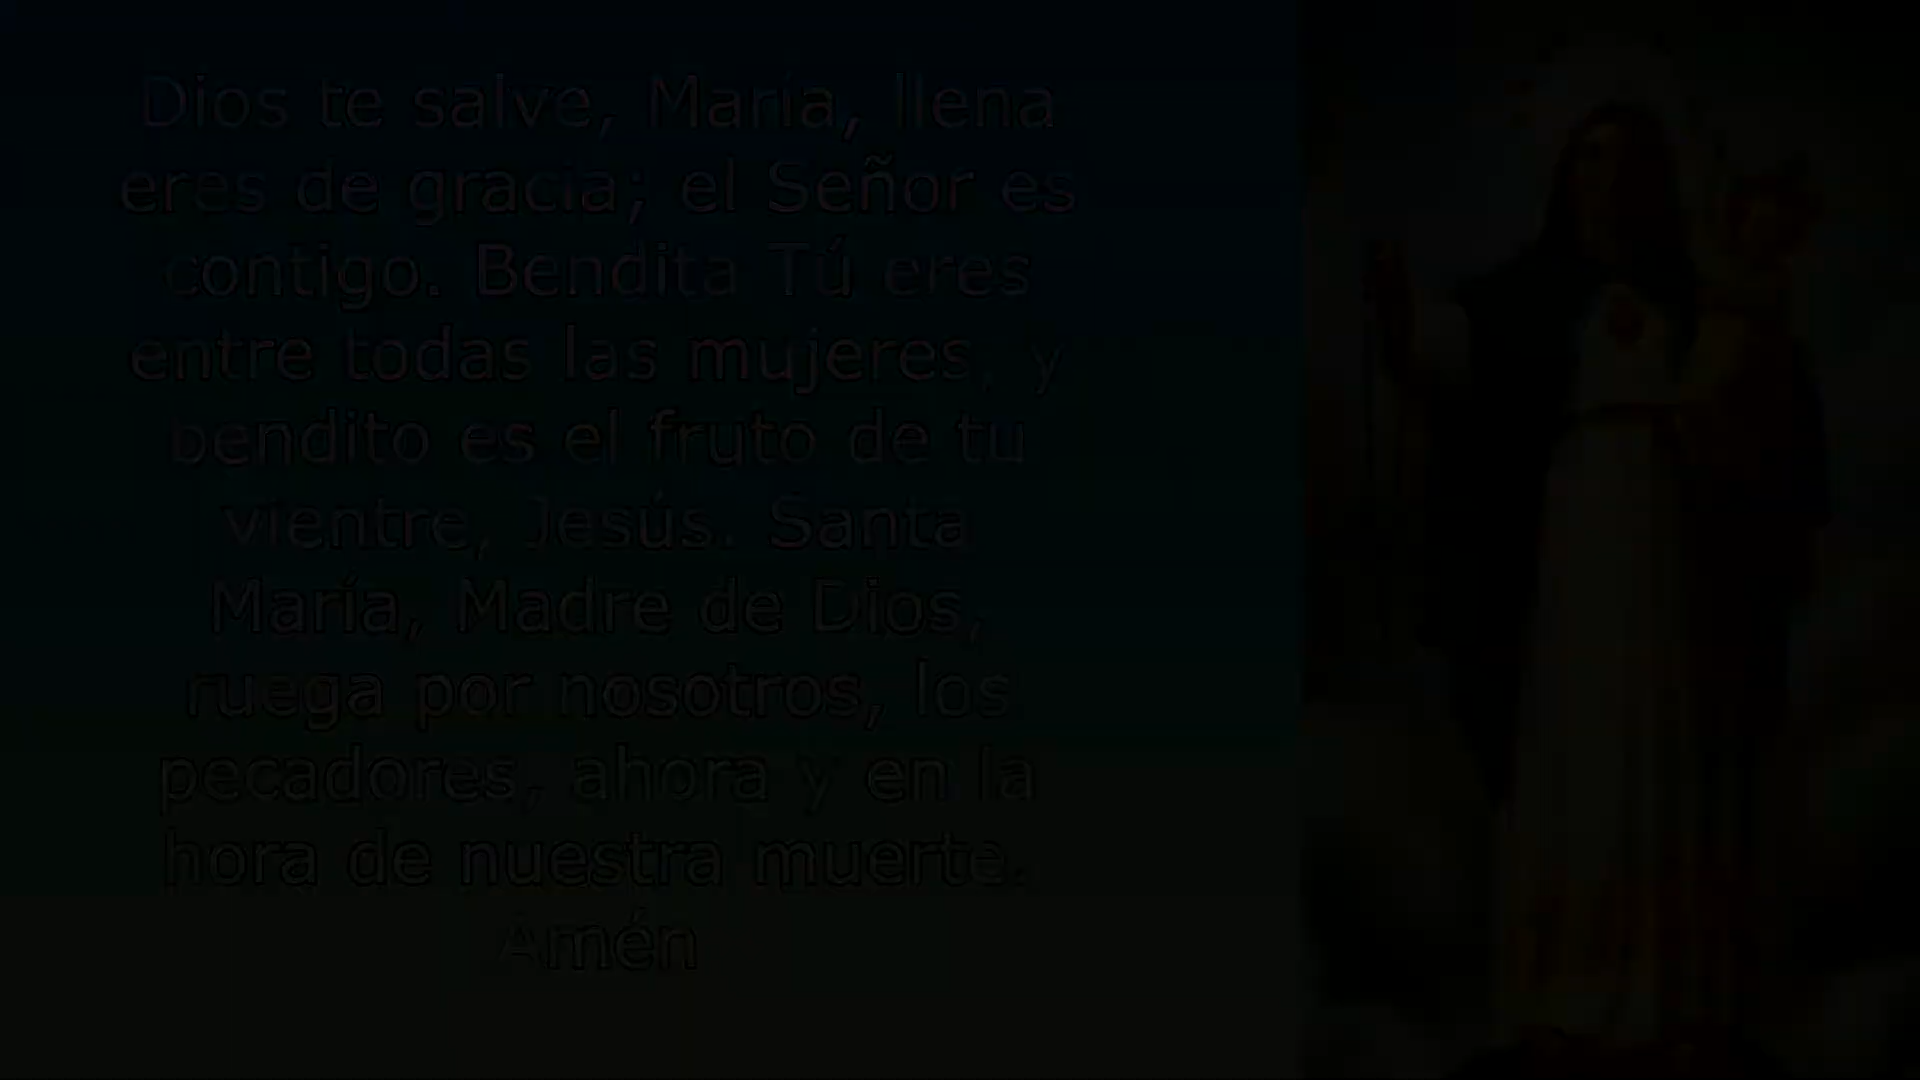 Dios te salve, María, llena
eres de gracia; el Señor es
contigo. Bendita Tú eres
entre todas las mujeres, y
bendito es el fruto de tu
vientre, Jesús. Santa
María, Madre de Dios,
ruega por nosotros, los
pecadores, ahora y en la
hora de nuestra muerte.
Amén